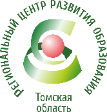 РЕГИОНАЛЬНЫЙ ЦЕНТР РАЗВИТИЯ ОБРАЗОВАНИЯ
Томская
область